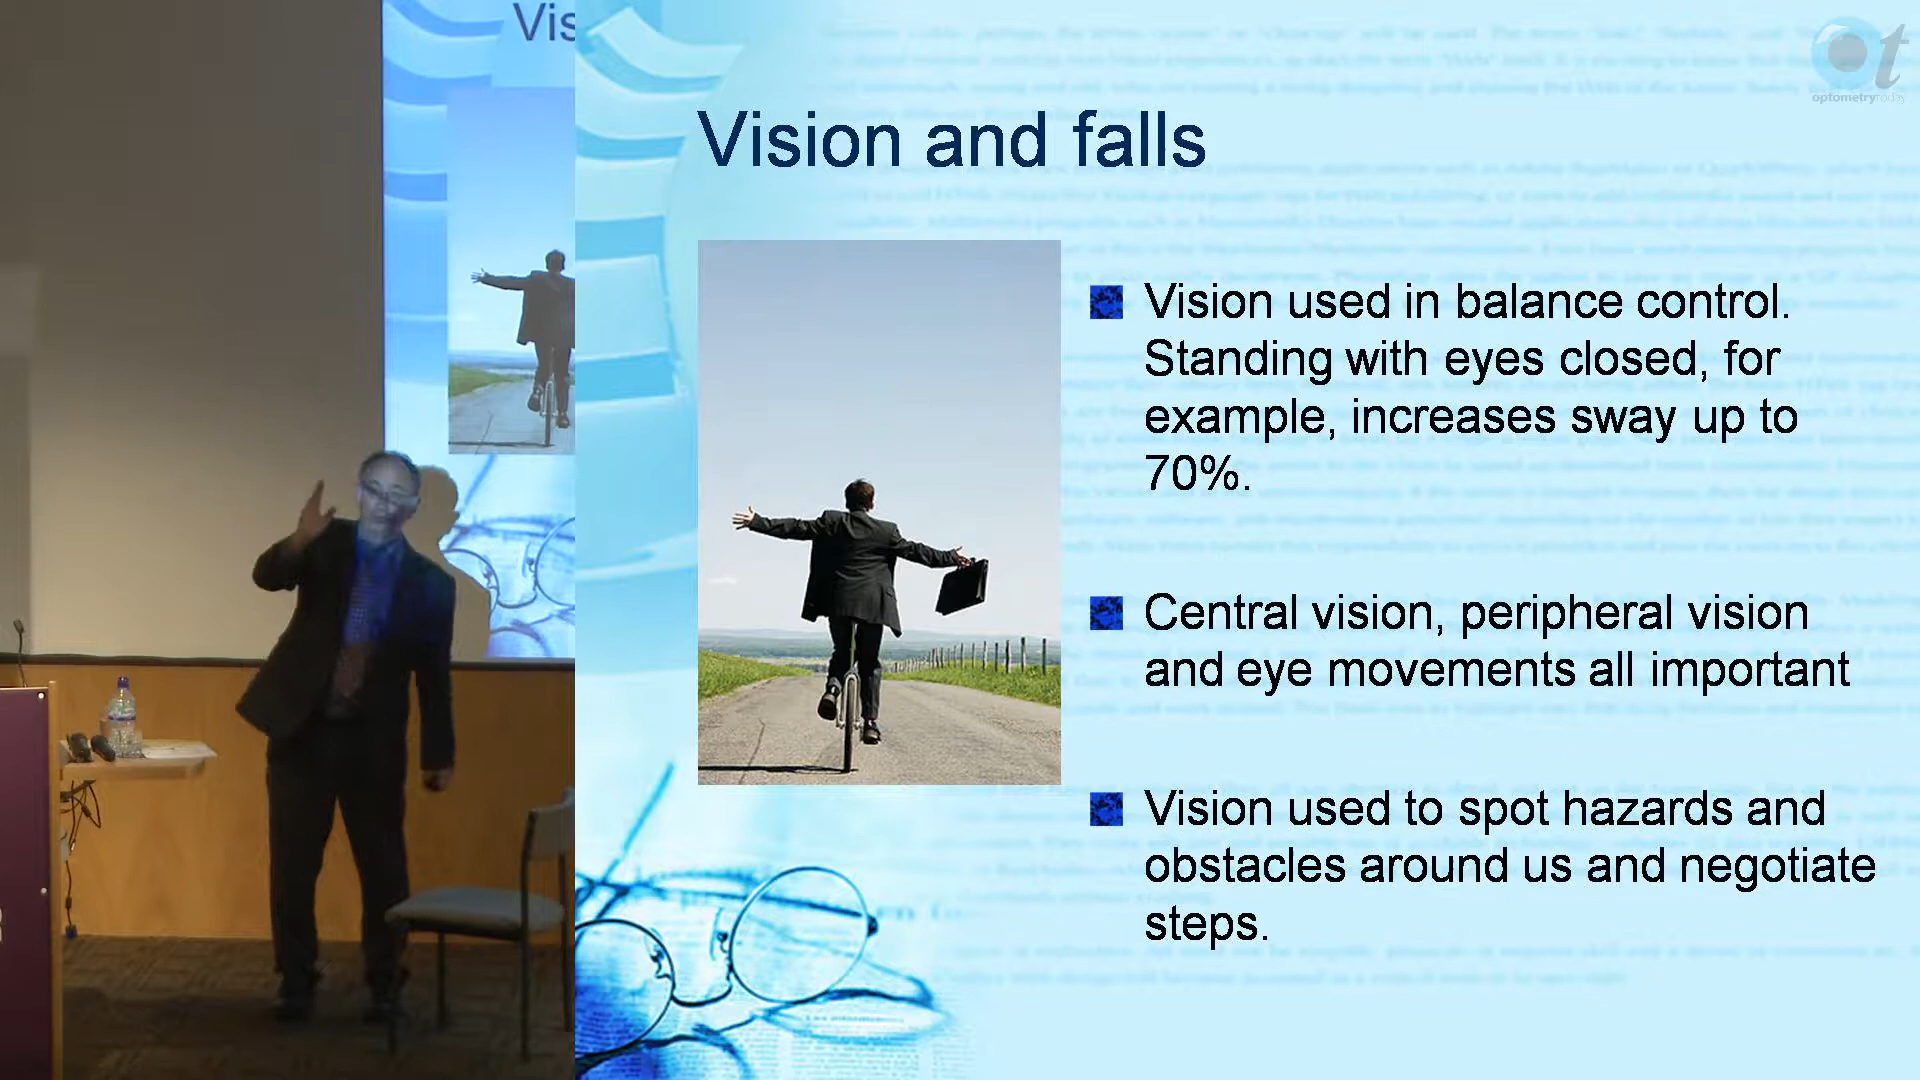 Vis
optometrytoday
Vision and falls
Vision used in balance control.
Standing with eyes closed, for
example, increases sway up to
70%.
Central vision, peripheral vision
and eye movements all important
Vision used to spot hazards and
obstacles around us and negotiate
steps.